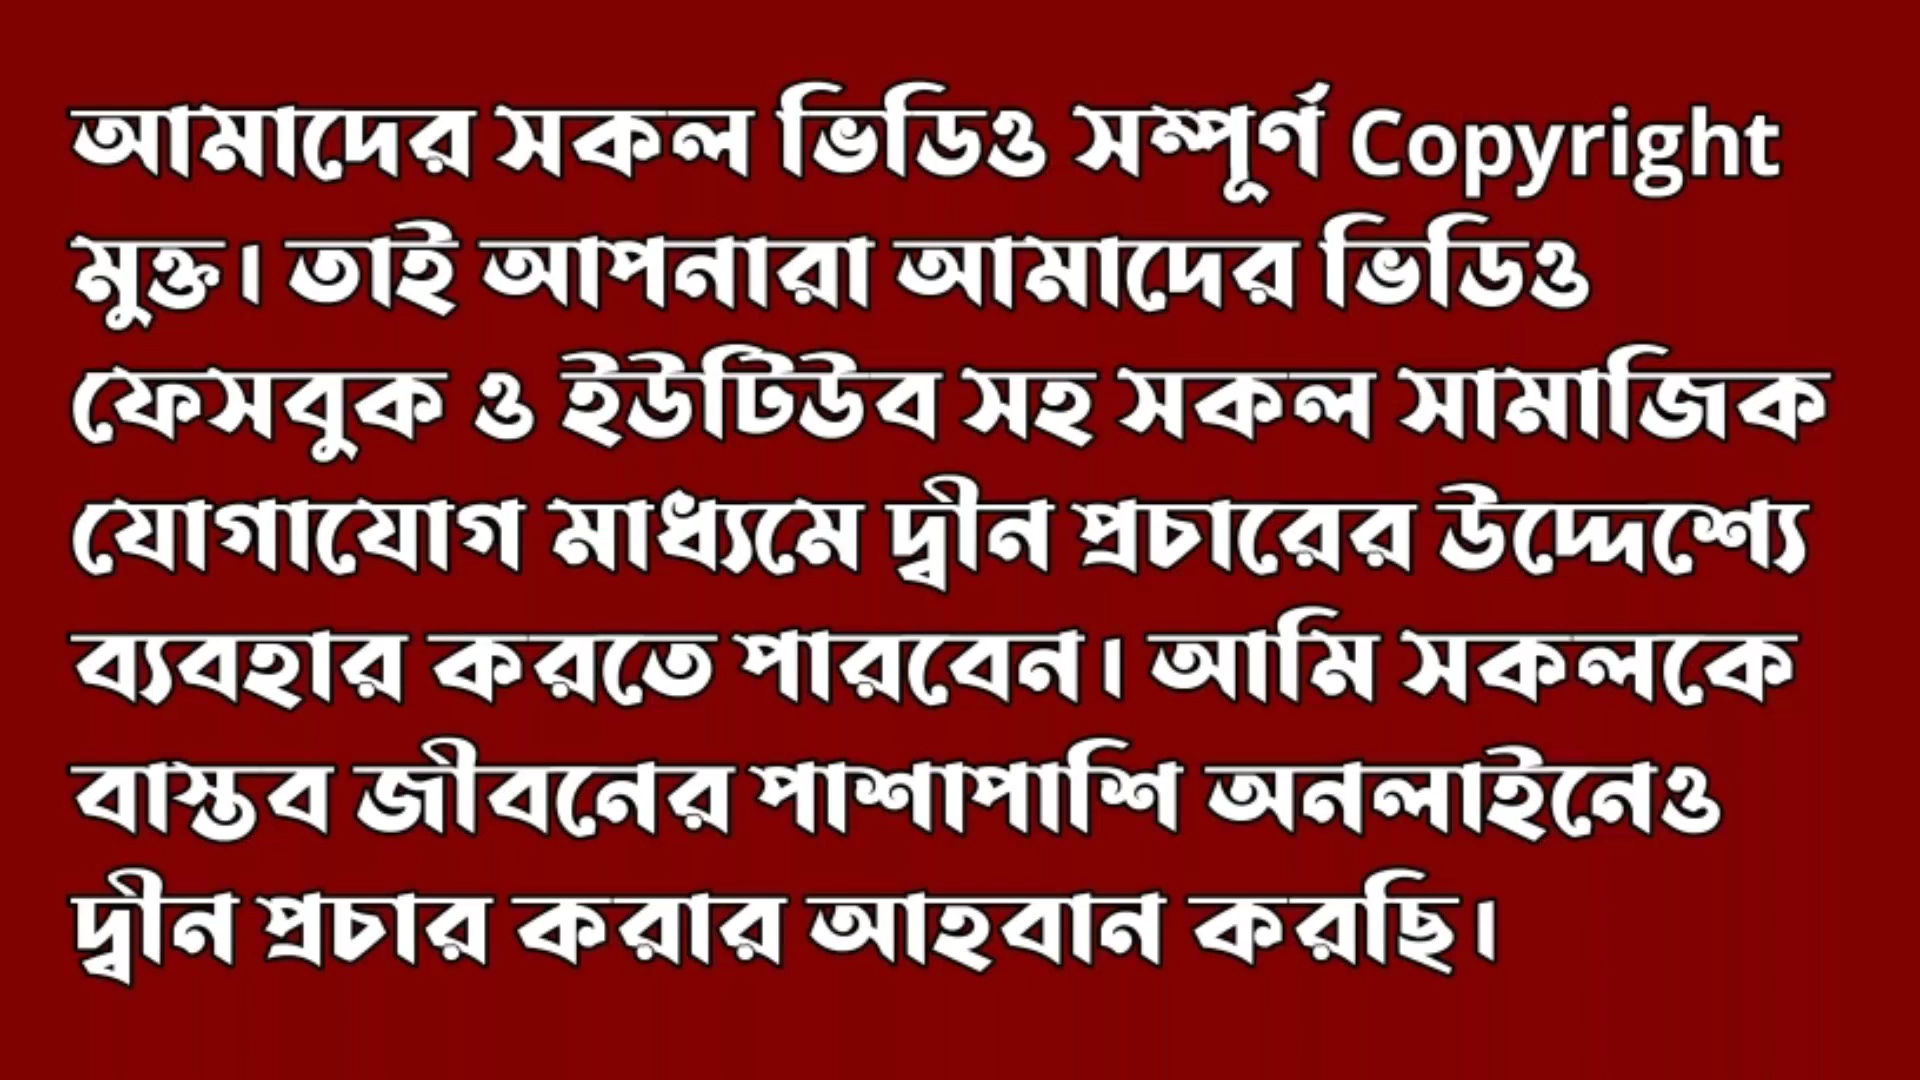 আমাদের সকল ভিডিও সম্পূর্ণ Copyright
মুক্ত। তাই আপনারা আমাদের ভিডিও
ফেসবুক ও ইউটিউব সহ সকল সামাজিক
যোগাযোগ মাধ্যমে দ্বীন প্রচারের উদ্দেশ্যে
ব্যবহার করতে পারবেন। আমি সকলকে
বাস্তব জীবনের পাশাপাশি অনলাইনেও
দ্বীন প্রচার করার আহবান করছি।